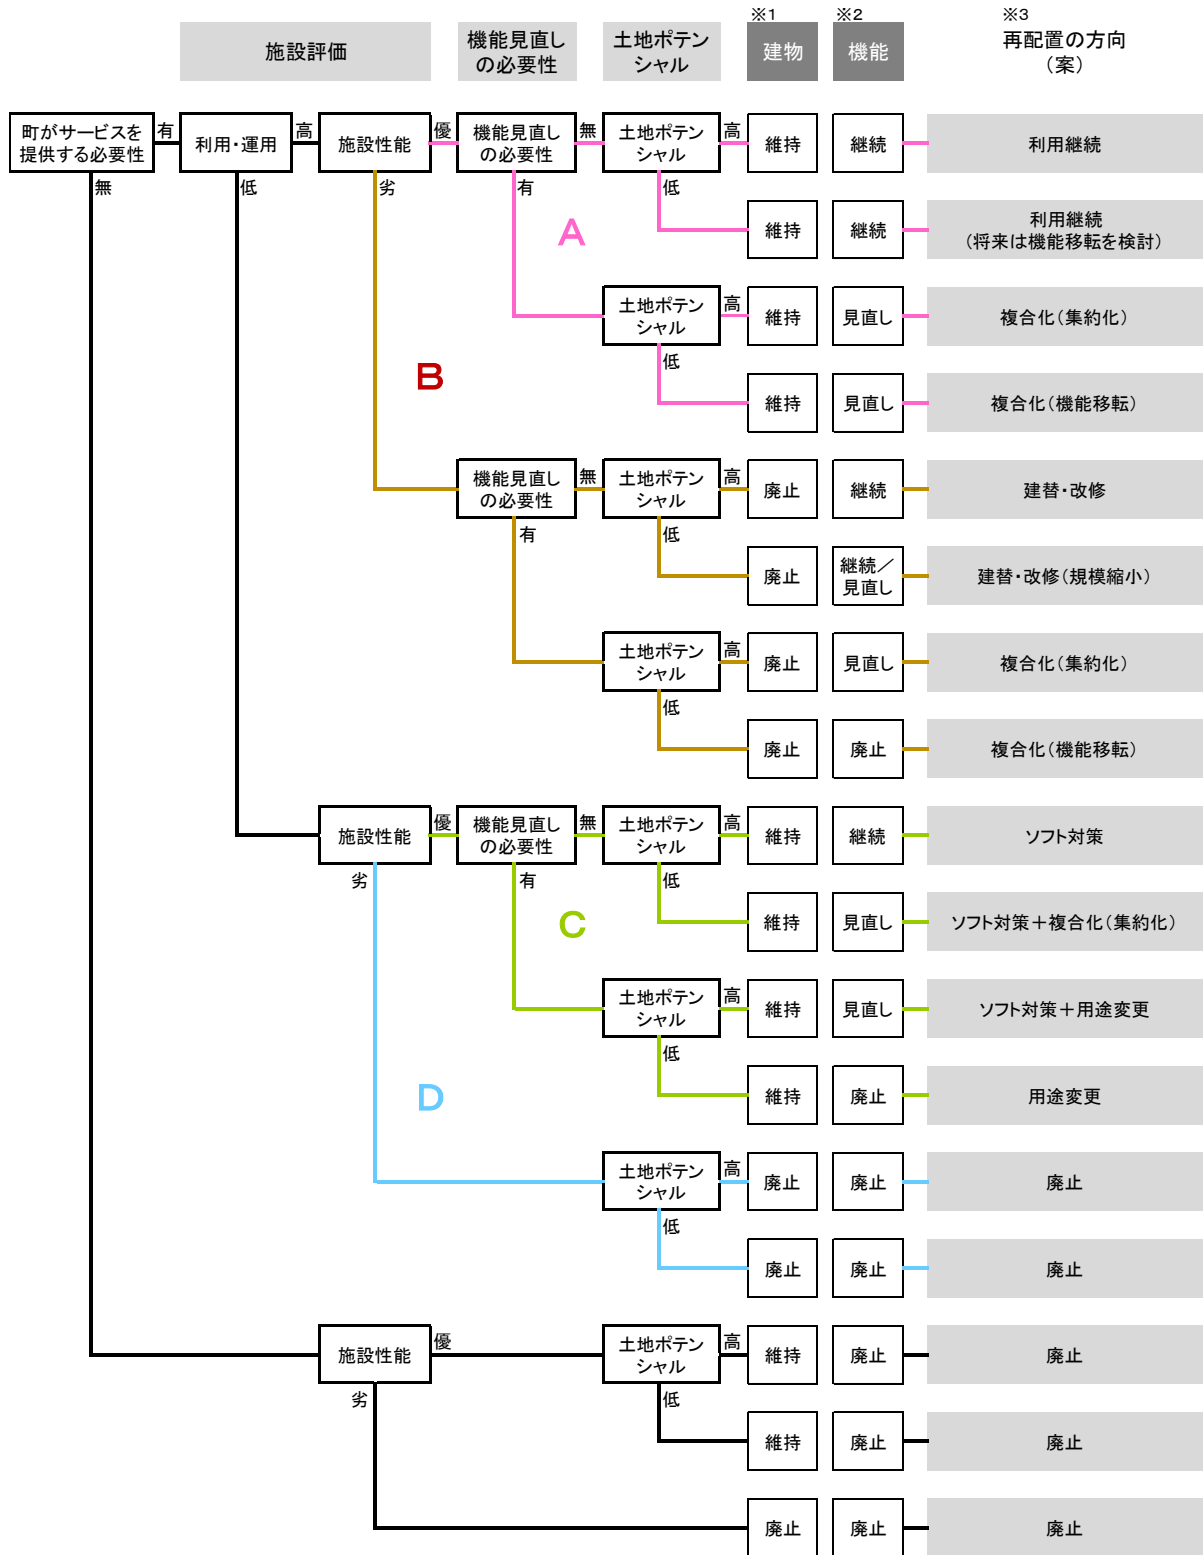 ※1
※2
※3
施設評価
機能見直し
の必要性
土地ポテン
シャル
建物
機能
再配置の方向
（案）
町がサービスを
提供する必要性
有
無
利用・運用
高
低
施設性能
優
劣
機能見直し
の必要性
無
有
土地ポテン
シャル
高
低
維持
継続
利用継続
A
維持
継続
利用継続
（将来は機能移転を検討）
土地ポテン
シャル
高
低
維持
見直し
複合化（集約化）
B
維持
見直し
複合化（機能移転）
機能見直し
の必要性
無
有
土地ポテン
シャル
高
低
廃止
継続
建替・改修
廃止
継続／
見直し
建替・改修（規模縮小）
土地ポテン
シャル
高
低
廃止
見直し
複合化（集約化）
廃止
廃止
複合化（機能移転）
施設性能
優
劣
機能見直し
の必要性
無
有
土地ポテン
シャル
高
低
維持
継続
ソフト対策
C
維持
見直し
ソフト対策＋複合化（集約化）
土地ポテン
シャル
高
低
維持
見直し
ソフト対策＋用途変更
D
維持
廃止
用途変更
土地ポテン
シャル
高
低
廃止
廃止
廃止
廃止
廃止
廃止
施設性能
優
劣
土地ポテン
シャル
高
低
維持
廃止
廃止
維持
廃止
廃止
廃止
廃止
廃止